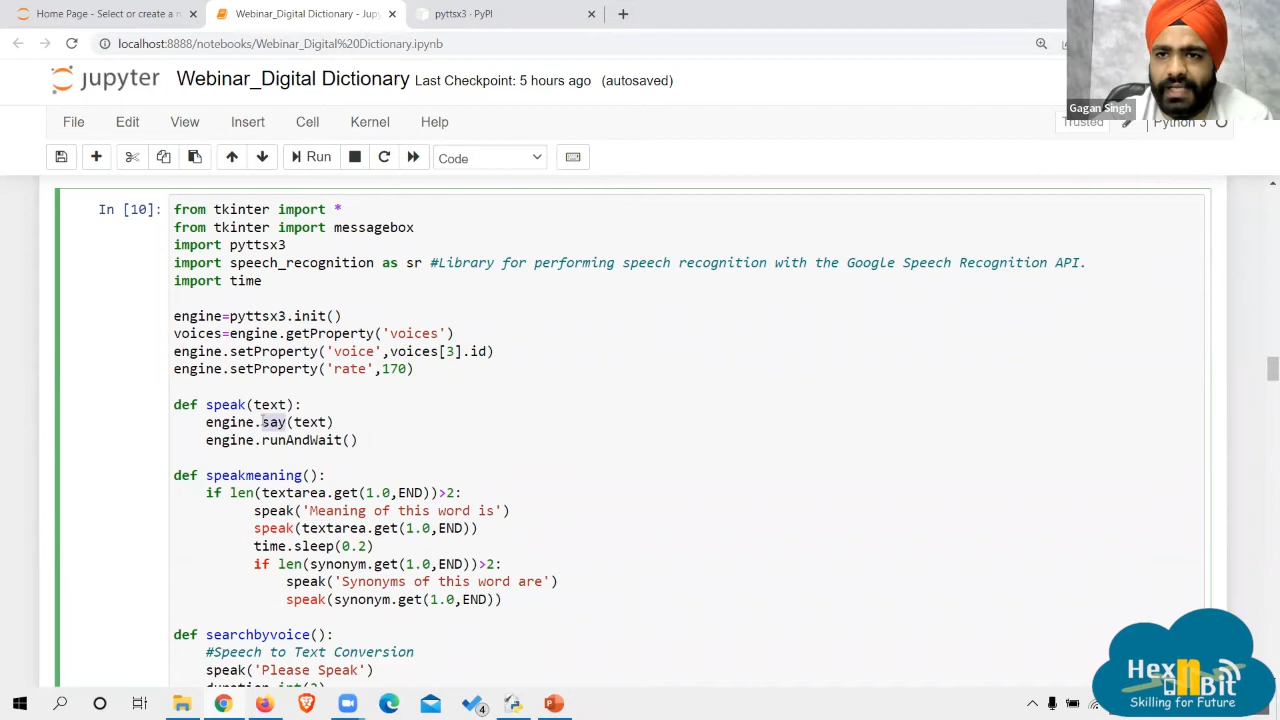 Home Page - Select or create a n
Webinar_Digital Dictionary - Jup
pyttsx3 · PyPI
localhost:8888/notebooks/Webinar_Digital%20Dictionary.ipynb
jupyter Webinar_Digital Dictionary Last Checkpoint: 5 hours ago (autosaved)
Gagan Singh
File Edit View Insert Cell Kernel Help
Trusted Python 3
Run Code
In [10]: from tkinter import *
from tkinter import messagebox
import pyttsx3
import speech_recognition as sr #Library for performing speech recognition with the Google Speech Recognition API.
import time
engine=pyttsx3.init()
voices=engine.getProperty('voices')
engine.setProperty('voice',voices[3].id)
engine.setProperty('rate',170)
def speak(text):
engine.say(text)
engine.runAndWait()
def speakmeaning():
if len(textarea.get(1.0,END))>2:
speak('Meaning of this word is')
speak(textarea.get(1.0,END))
time.sleep(0.2)
if len(synonym.get(1.0,END))>2:
speak('Synonyms of this word are')
speak(synonym.get(1.0,END))
def searchbyvoice():
#Speech to Text Conversion
speak('Please Speak')
duration=int(2)
Hex n Bit
Skilling for Future
4